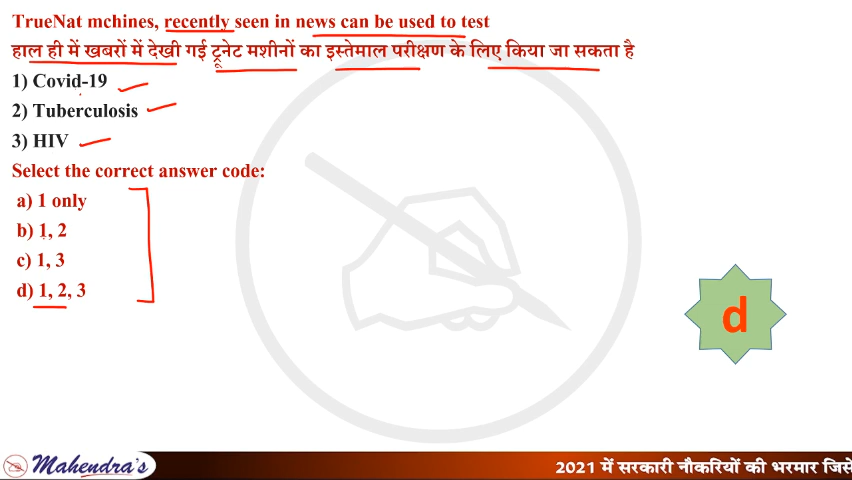 TrueNat mchines, recently seen in news can be used to test
हाल ही में खबरों में देखी गई ट्रूनेट मशीनों का इस्तेमाल परीक्षण के लिए किया जा सकता है
1) Covid-19
2) Tuberculosis
3) HIV
Select the correct answer code:
a) 1 only
b) 1, 2
c) 1, 3
d) 1, 2, 3
d
Mahendra's
2021 में सरकारी नौकरियों की भरमार जिसे